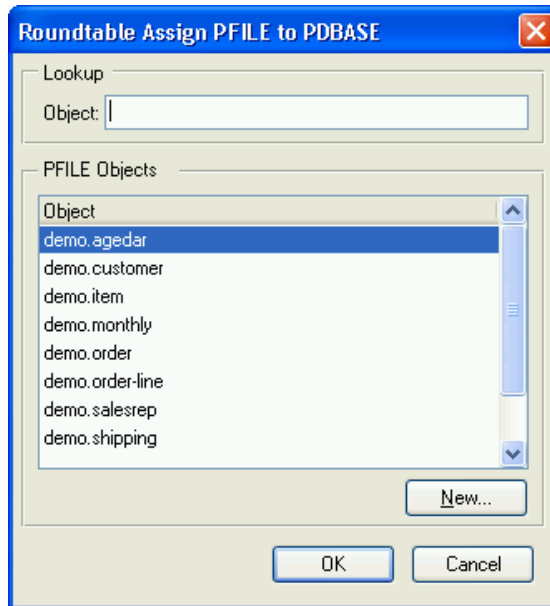 Roundtable Assign PFILE to PDBASE
Lookup
Object:
PFILE Objects
Object
demo.agedar
demo.customer
demo.item
demo.monthly
demo.order
demo.order-line
demo.salesrep
demo.shipping
New...
OK Cancel